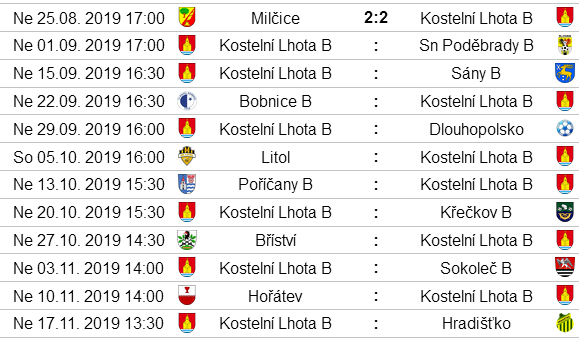 Ne 25.08. 2019 17:00 Milčice 2:2 Kostelní Lhota B
Ne 01.09. 2019 17:00 Kostelní Lhota B : Sn Poděbrady B
Ne 15.09. 2019 16:30 Kostelní Lhota B : Sány B
Ne 22.09. 2019 16:30 Bobnice B : Kostelní Lhota B
Ne 29.09. 2019 16:00 Kostelní Lhota B : Dlouhopolsko
So 05.10. 2019 16:00 Litol : Kostelní Lhota B
Ne 13.10. 2019 15:30 Poříčany B : Kostelní Lhota B
Ne 20.10. 2019 15:30 Kostelní Lhota B : Křečkov B
Ne 27.10. 2019 14:30 Bříství : Kostelní Lhota B
Ne 03.11. 2019 14:00 Kostelní Lhota B : Sokoleč B
Ne 10.11. 2019 14:00 Hořátev : Kostelní Lhota B
Ne 17.11. 2019 13:30 Kostelní Lhota B : Hradišťko